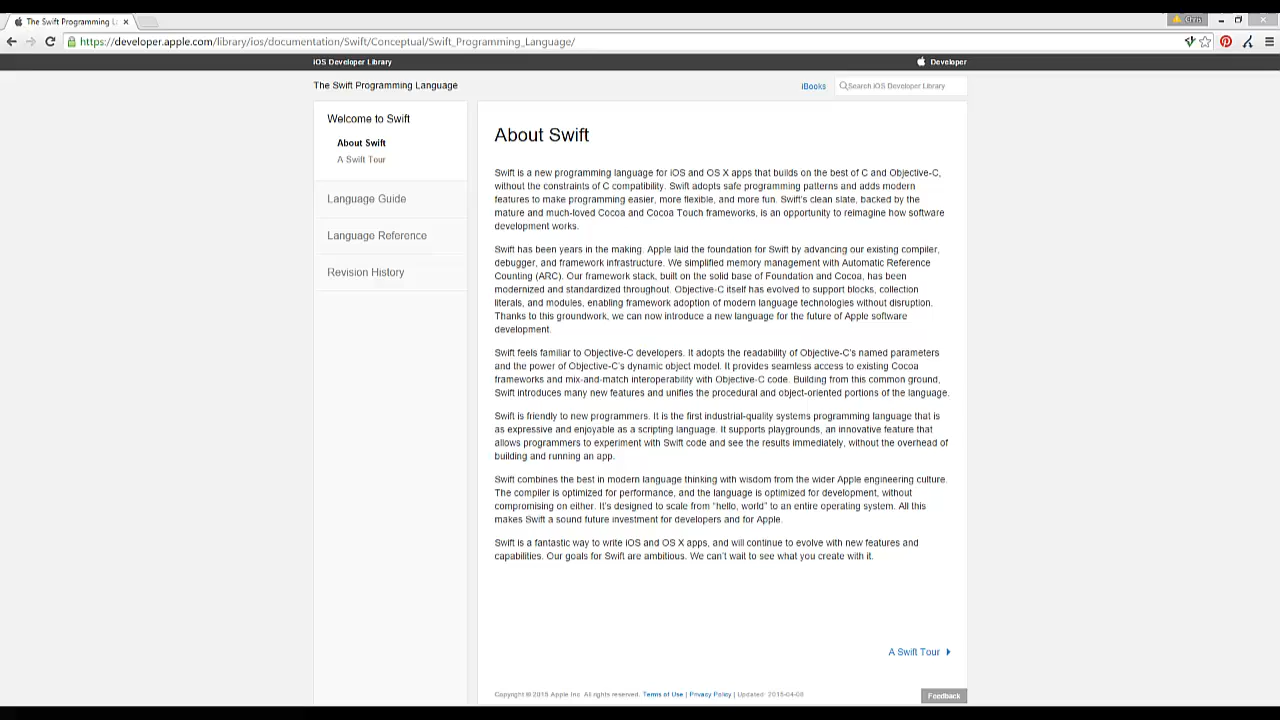 The Swift Programming L
Chris
https://developer.apple.com/library/ios/documentation/Swift/Conceptual/Swift_Programming_Language/
iOS Developer Library
Developer
The Swift Programming Language
iBooks
Search iOS Developer Library
Welcome to Swift
About Swift
A Swift Tour
Language Guide
Language Reference
Revision History
About Swift
Swift is a new programming language for iOS and OS X apps that builds on the best of C and Objective-C,
without the constraints of C compatibility. Swift adopts safe programming patterns and adds modern
features to make programming easier, more flexible, and more fun. Swift's clean slate, backed by the
mature and much-loved Cocoa and Cocoa Touch frameworks, is an opportunity to reimagine how software
development works.
Swift has been years in the making. Apple laid the foundation for Swift by advancing our existing compiler,
debugger, and framework infrastructure. We simplified memory management with Automatic Reference
Counting (ARC). Our framework stack, built on the solid base of Foundation and Cocoa, has been
modernized and standardized throughout. Objective-C itself has evolved to support blocks, collection
literals, and modules, enabling framework adoption of modern language technologies without disruption.
Thanks to this groundwork, we can now introduce a new language for the future of Apple software
development.
Swift feels familiar to Objective-C developers. It adopts the readability of Objective-C's named parameters
and the power of Objective-C's dynamic object model. It provides seamless access to existing Cocoa
frameworks and mix-and-match interoperability with Objective-C code. Building from this common ground,
Swift introduces many new features and unifies the procedural and object-oriented portions of the language.
Swift is friendly to new programmers. It is the first industrial-quality systems programming language that is
as expressive and enjoyable as a scripting language. It supports playgrounds, an innovative feature that
allows programmers to experiment with Swift code and see the results immediately, without the overhead of
building and running an app.
Swift combines the best in modern language thinking with wisdom from the wider Apple engineering culture.
The compiler is optimized for performance, and the language is optimized for development, without
compromising on either. It's designed to scale from "hello, world" to an entire operating system. All this
makes Swift a sound future investment for developers and for Apple.
Swift is a fantastic way to write iOS and OS X apps, and will continue to evolve with new features and
capabilities. Our goals for Swift are ambitious. We can't wait to see what you create with it.
A Swift Tour
Copyright © 2015 Apple Inc. All rights reserved. Terms of Use | Privacy Policy | Updated: 2015-04-08
Feedback